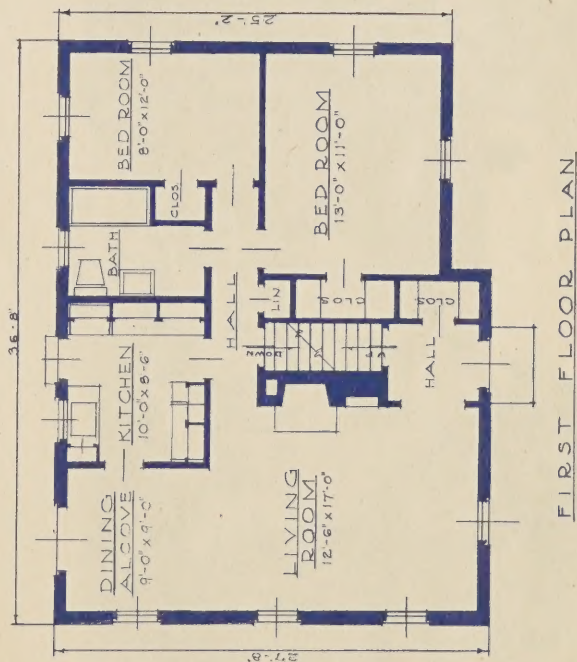 36'-8"
25'-2"
27'-8"
BED ROOM
8'-0" x 12'-0"
CLOS.
BATH
BED ROOM
13'-0" x 11'-0"
HALL
LIN
CLOS
CLOS
KITCHEN
10'-0" x 8'-6"
HALL
DINING
ALCOVE
9'-0" x 9'-0"
LIVING
ROOM
12'-6" x 17'-0"
FIRST FLOOR PLAN